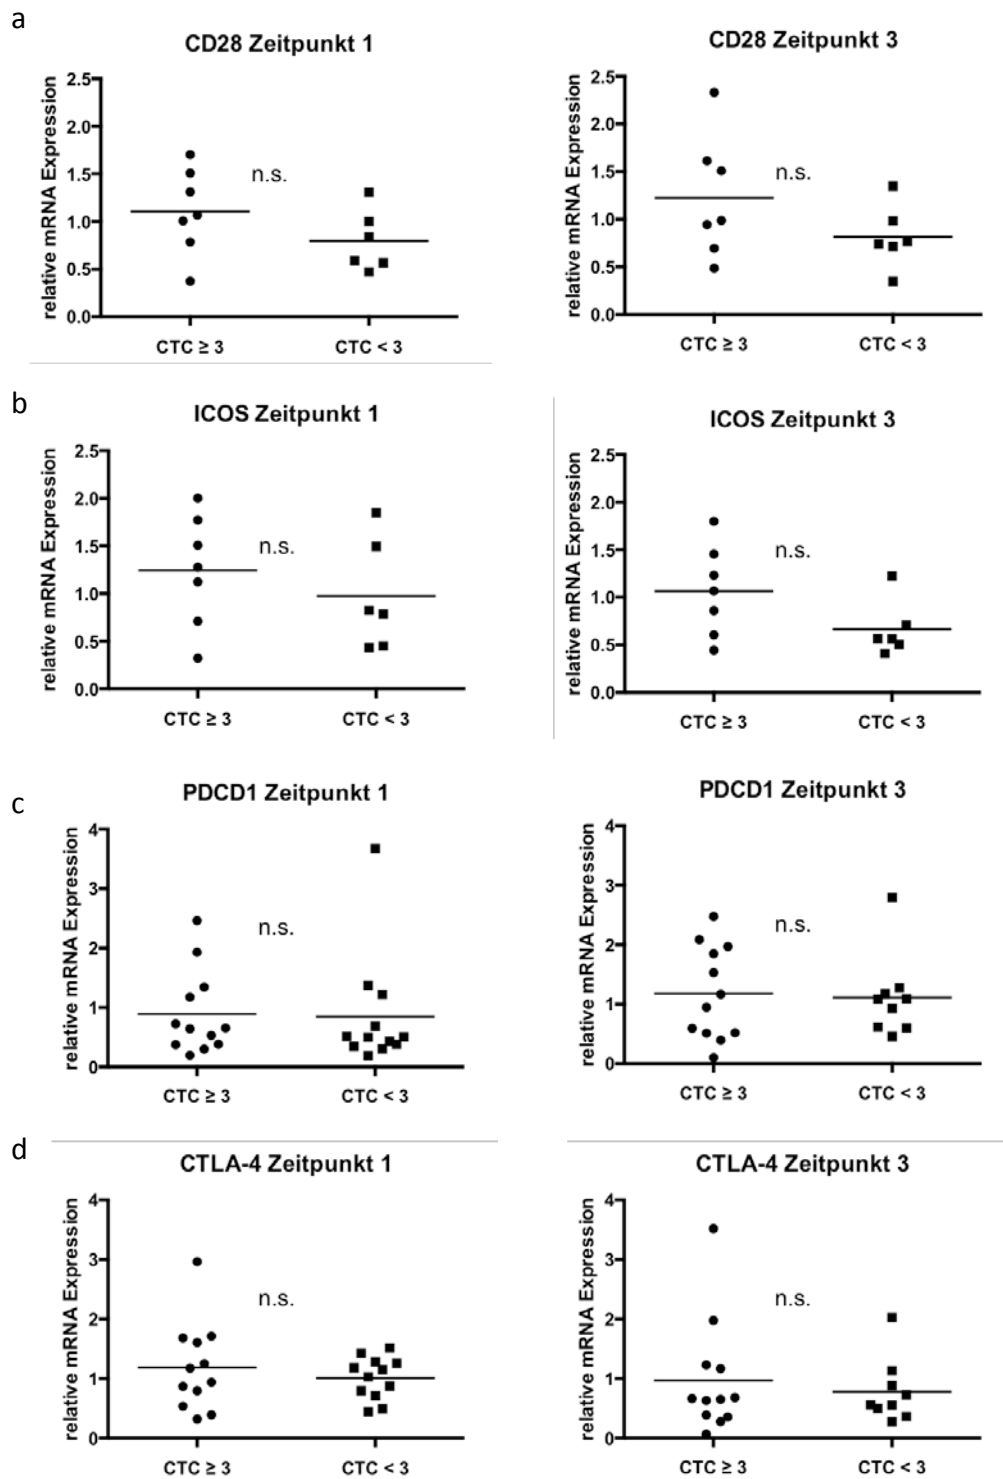 a
CD28 Zeitpunkt 1
relative mRNA Expression
2.5
2.0
1.5
1.0
0.5
0.0
n.s.
CTC ≥ 3
CTC < 3
CD28 Zeitpunkt 3
relative mRNA Expression
2.5
2.0
1.5
1.0
0.5
0.0
n.s.
CTC ≥ 3
CTC < 3
b
ICOS Zeitpunkt 1
relative mRNA Expression
2.5
2.0
1.5
1.0
0.5
0.0
n.s.
CTC ≥ 3
CTC < 3
ICOS Zeitpunkt 3
relative mRNA Expression
2.5
2.0
1.5
1.0
0.5
0.0
n.s.
CTC ≥ 3
CTC < 3
c
PDCD1 Zeitpunkt 1
relative mRNA Expression
4
3
2
1
0
n.s.
CTC ≥ 3
CTC < 3
PDCD1 Zeitpunkt 3
relative mRNA Expression
4
3
2
1
0
n.s.
CTC ≥ 3
CTC < 3
d
CTLA-4 Zeitpunkt 1
relative mRNA Expression
4
3
2
1
0
n.s.
CTC ≥ 3
CTC < 3
CTLA-4 Zeitpunkt 3
relative mRNA Expression
4
3
2
1
0
n.s.
CTC ≥ 3
CTC < 3